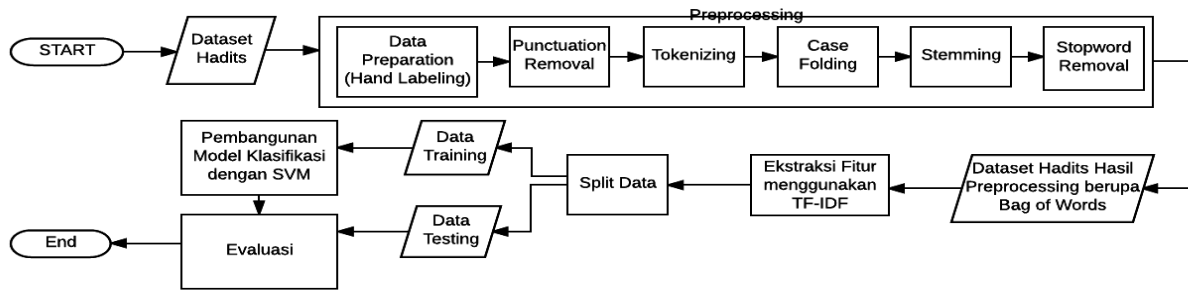 Preprocessing
START
Dataset
Hadits
Data
Preparation
(Hand Labeling)
Punctuation
Removal
Tokenizing
Case
Folding
Stemming
Stopword
Removal
Dataset Hadits Hasil
Preprocessing berupa
Bag of Words
Ekstraksi Fitur
menggunakan
TF-IDF
Split Data
Data
Training
Data
Testing
Pembangunan
Model Klasifikasi
dengan SVM
Evaluasi
End